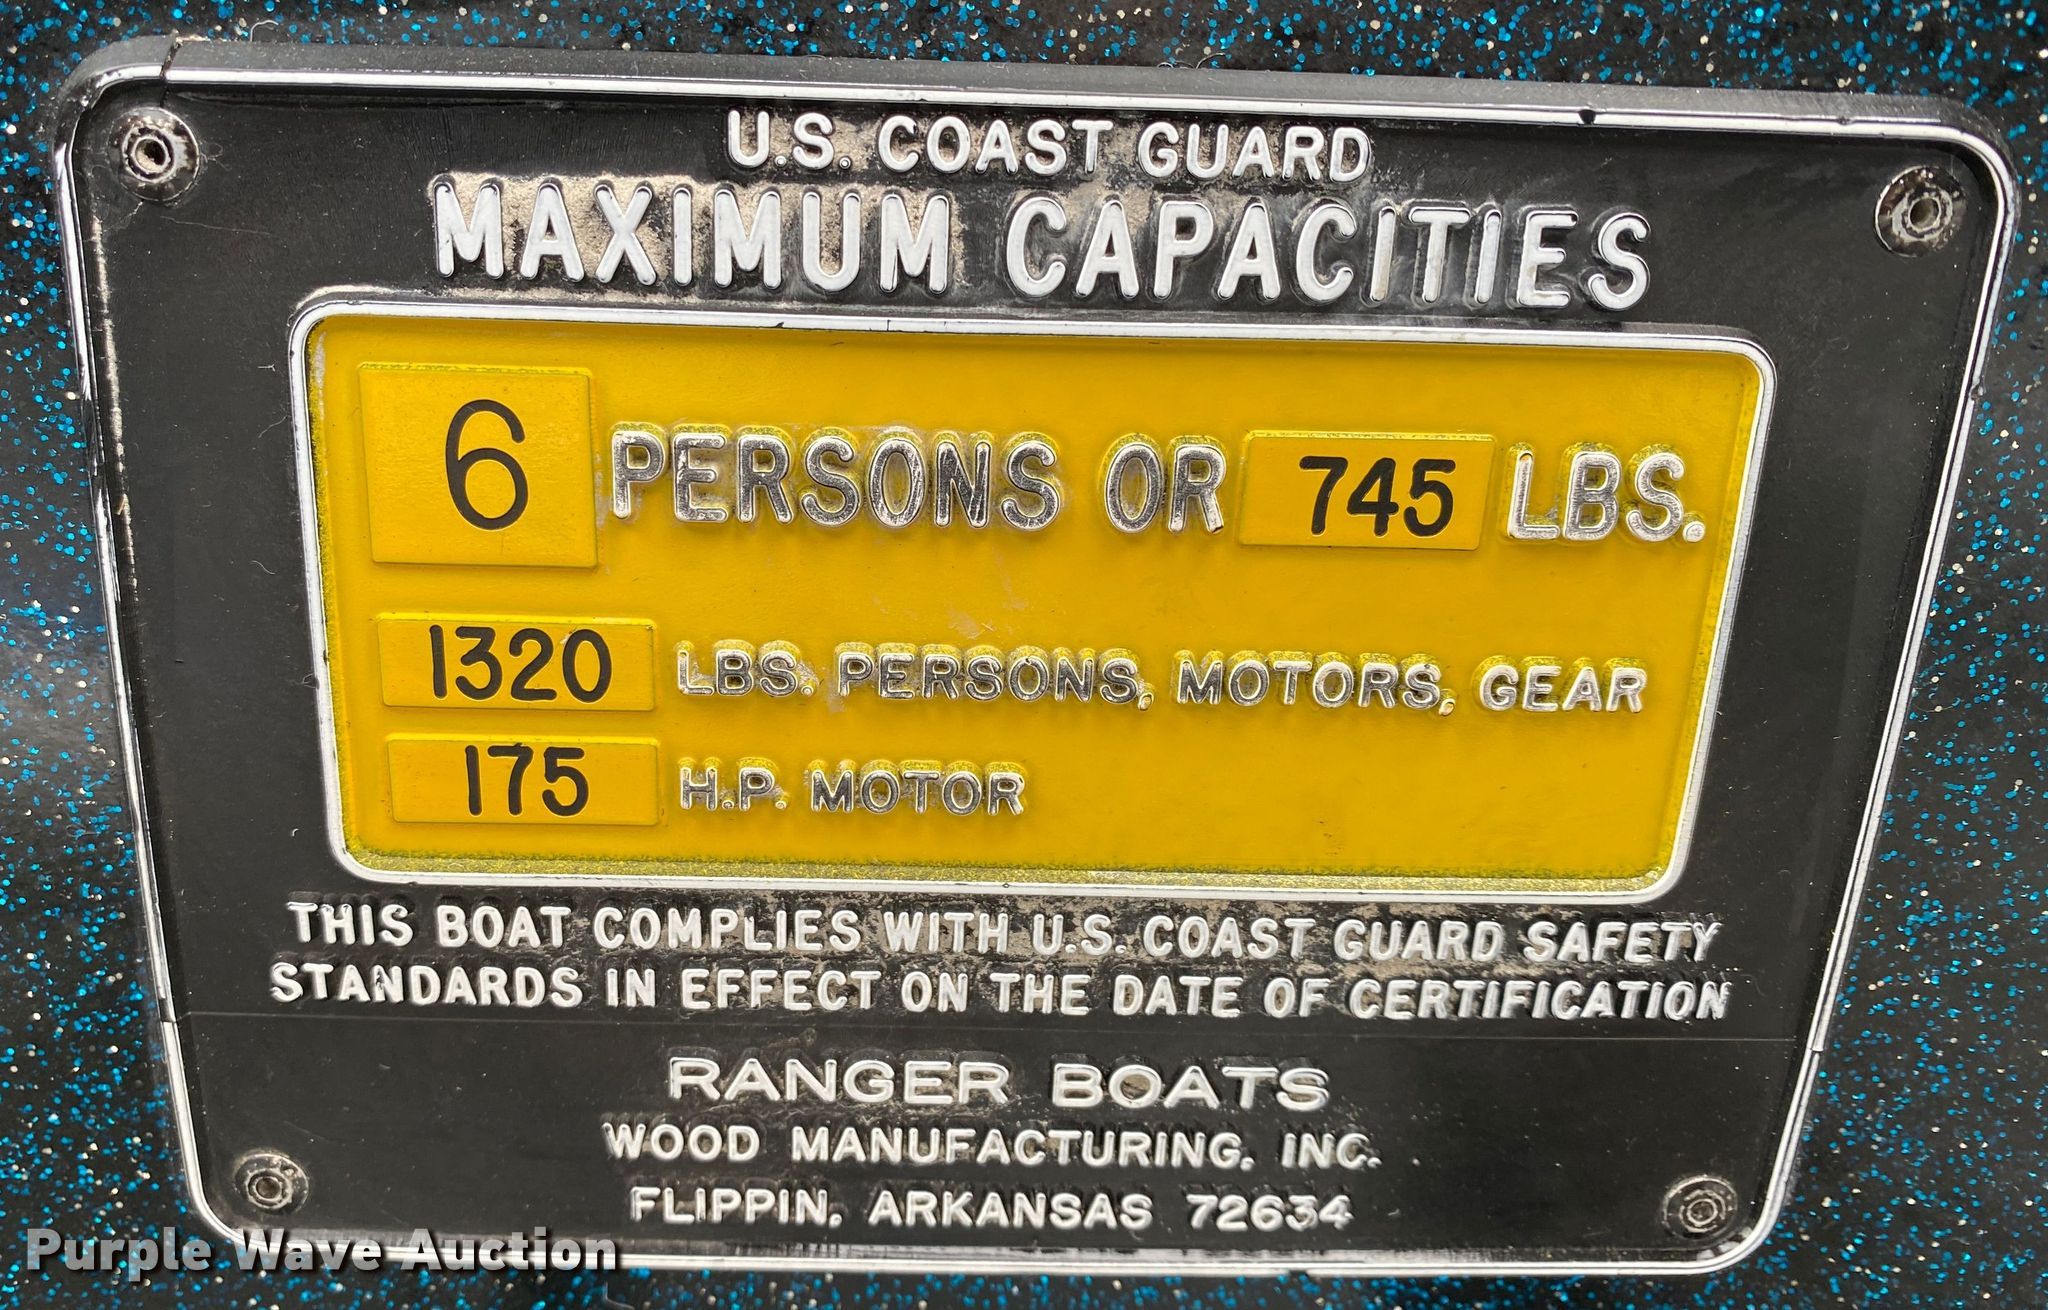 U.S. COAST GUARD
MAXIMUM CAPACITIES
6 PERSONS OR 745 LBS.
1320 LBS. PERSONS, MOTORS, GEAR
175 H.P. MOTOR
THIS BOAT COMPLIES WITH U.S. COAST GUARD SAFETY
STANDARDS IN EFFECT ON THE DATE OF CERTIFICATION
RANGER BOATS
WOOD MANUFACTURING, INC.
FLIPPIN, ARKANSAS 72634
Purple Wave Auction